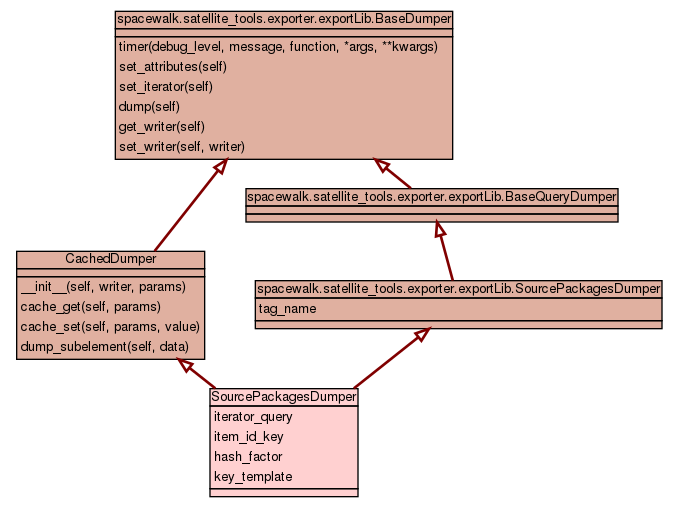 spacewalk.satellite_tools.exporter.exportLib.BaseDumper
timer(debug_level, message, function, *args, **kwargs)
set_attributes(self)
set_iterator(self)
dump(self)
get_writer(self)
set_writer(self, writer)
spacewalk.satellite_tools.exporter.exportLib.BaseQueryDumper
CachedDumper
__init__(self, writer, params)
cache_get(self, params)
cache_set(self, params, value)
dump_subelement(self, data)
spacewalk.satellite_tools.exporter.exportLib.SourcePackagesDumper
tag_name
SourcePackagesDumper
iterator_query
item_id_key
hash_factor
key_template